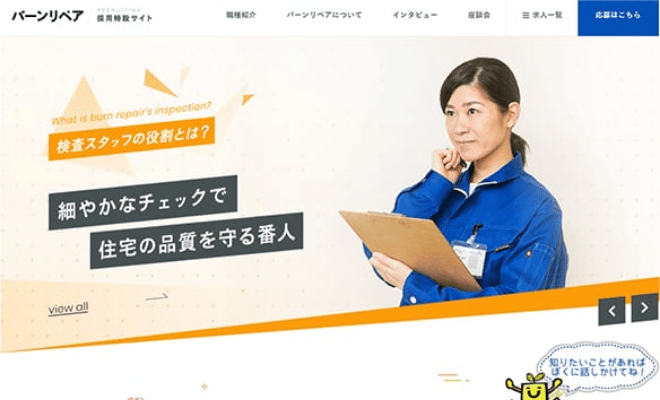 バーンリペア
RECRUITING
採用特設サイト
職種紹介
バーンリペアについて
インタビュー
座談会
求人一覧
応募はこちら
What is burn repair's inspection?
検査スタッフの役割とは？
細やかなチェックで
住宅の品質を守る番人
view all
知りたいことがあれば
ぼくに話しかけてね！